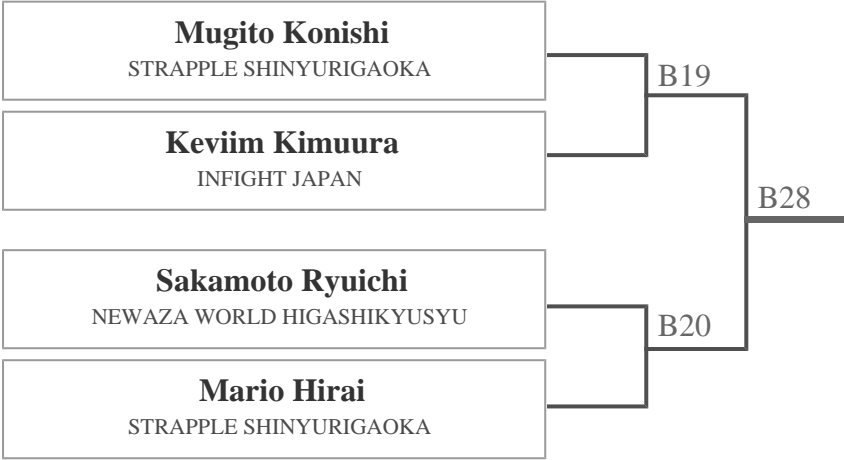 Mugito Konishi
STRAPPLE SHINYURIGAOKA
B19
Keviim Kimuura
INFIGHT JAPAN
B28
Sakamoto Ryuichi
NEWAZA WORLD HIGASHIKYUSYU
B20
Mario Hirai
STRAPPLE SHINYURIGAOKA